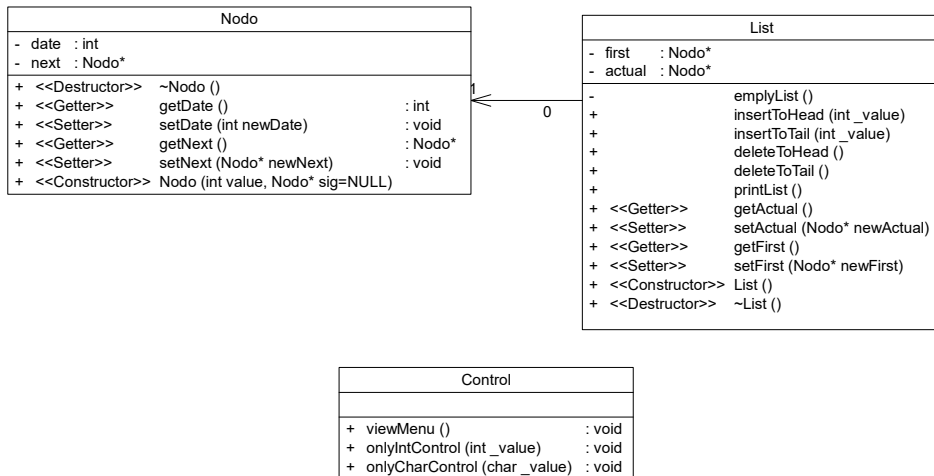 Nodo
- date : int
- next : Nodo*
+ <<Destructor>> ~Nodo ()
+ <<Getter>> getDate () : int
+ <<Setter>> setDate (int newDate) : void
+ <<Getter>> getNext () : Nodo*
+ <<Setter>> setNext (Nodo* newNext) : void
+ <<Constructor>> Nodo (int value, Nodo* sig=NULL)
1
0
List
- first : Nodo*
- actual : Nodo*
- emplyList ()
+ insertToHead (int _value)
+ insertToTail (int _value)
+ deleteToHead ()
+ deleteToTail ()
+ printList ()
+ <<Getter>> getActual ()
+ <<Setter>> setActual (Nodo* newActual)
+ <<Getter>> getFirst ()
+ <<Setter>> setFirst (Nodo* newFirst)
+ <<Constructor>> List ()
+ <<Destructor>> ~List ()
Control
+ viewMenu () : void
+ onlyIntControl (int _value) : void
+ onlyCharControl (char _value) : void